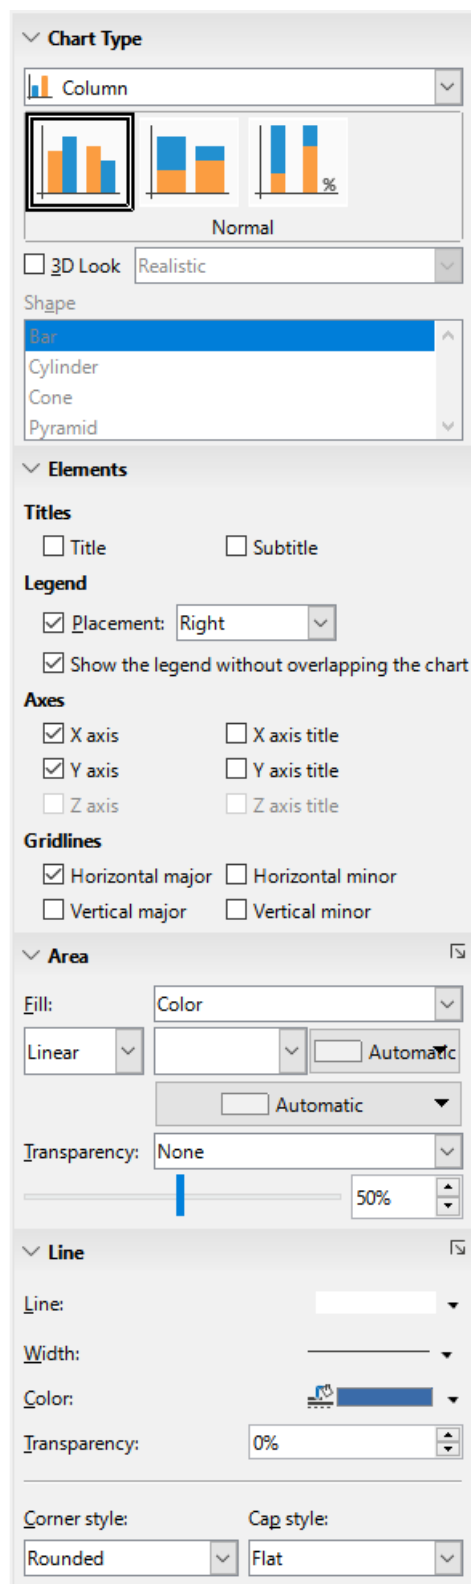 Chart Type
Column
%
Normal
3D Look Realistic
Shape
Bar
Cylinder
Cone
Pyramid
Elements
Titles
Title Subtitle
Legend
Placement: Right
Show the legend without overlapping the chart
Axes
X axis X axis title
Y axis Y axis title
Z axis Z axis title
Gridlines
Horizontal major Horizontal minor
Vertical major Vertical minor
Area
Fill: Color
Linear Automatic
Automatic
Transparency: None
50%
Line
Line:
Width:
Color:
Transparency: 0%
Corner style: Cap style:
Rounded Flat